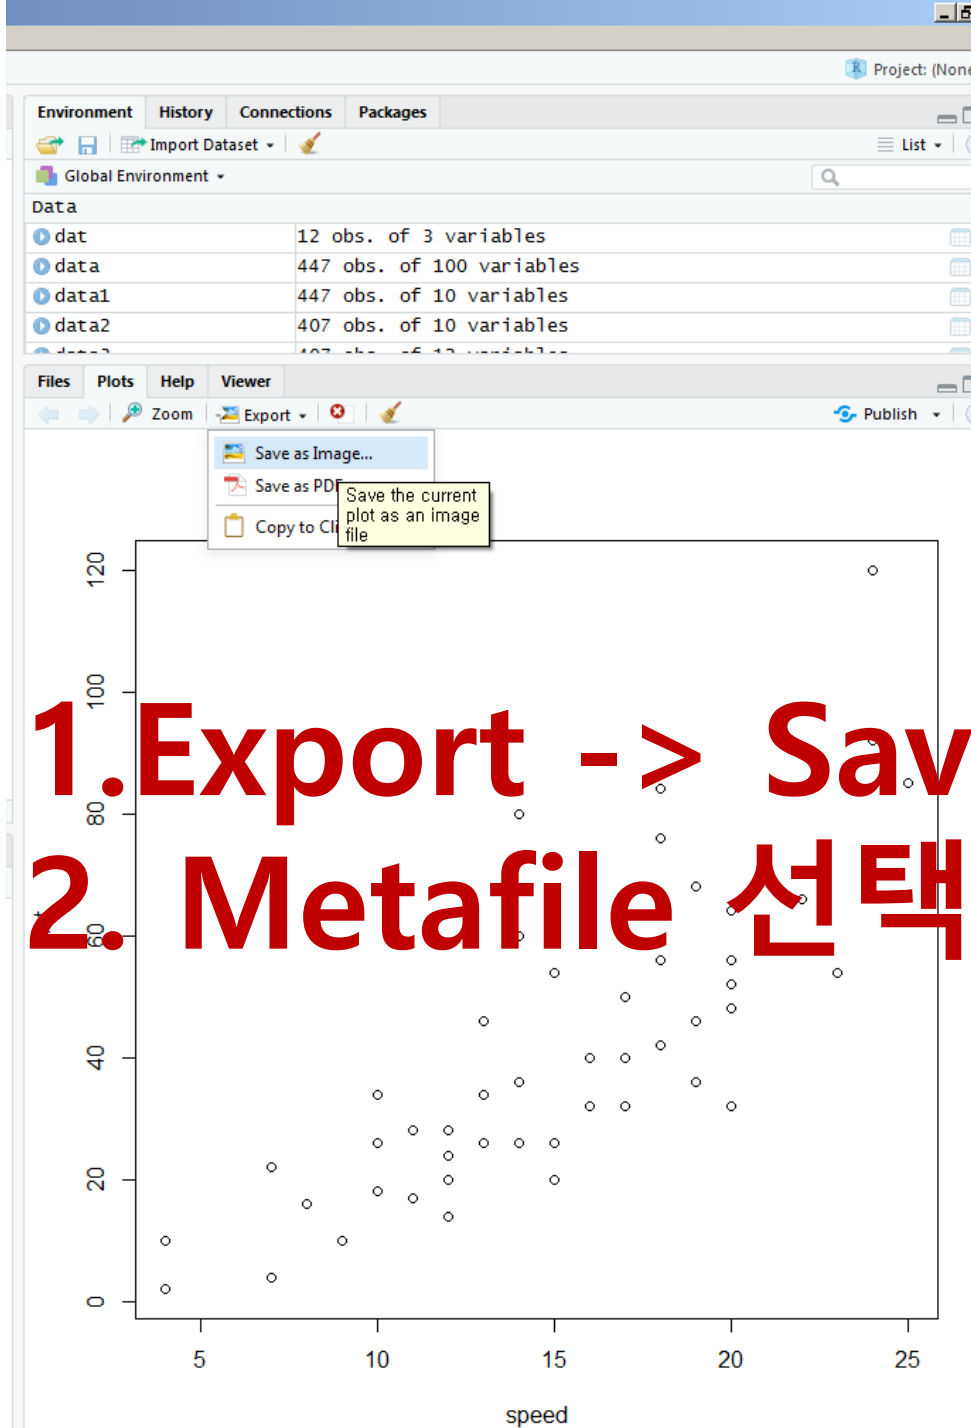 Project: (None
Environment History Connections Packages
Import Dataset List
Global Environment
Data
dat 12 obs. of 3 variables
data 447 obs. of 100 variables
data1 447 obs. of 10 variables
data2 407 obs. of 10 variables
Files Plots Help Viewer
Zoom Export Publish
Save as Image...
Save as PDF
Save the current
plot as an image
file
Copy to Cli
120
100
1.Export -> Sav
80
2. Metafile 선택
60
40
20
0
5 10 15 20 25
speed